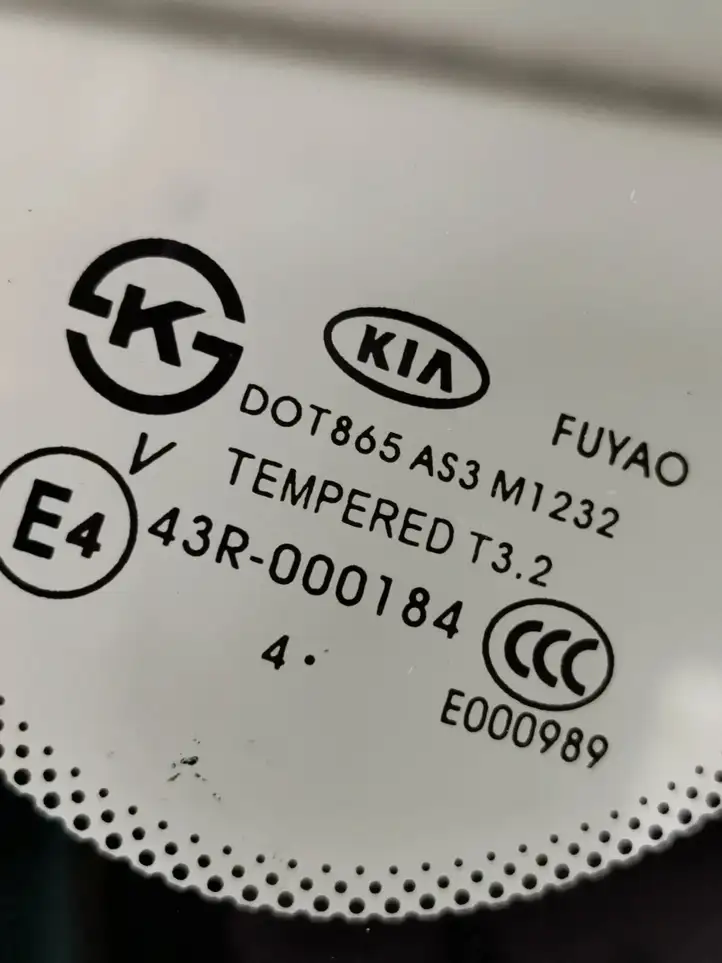 K
KIA
FUYAO
DOT865 AS3 M1232
V TEMPERED T3.2
E4 43R-000184
CCC
4 •
E000989